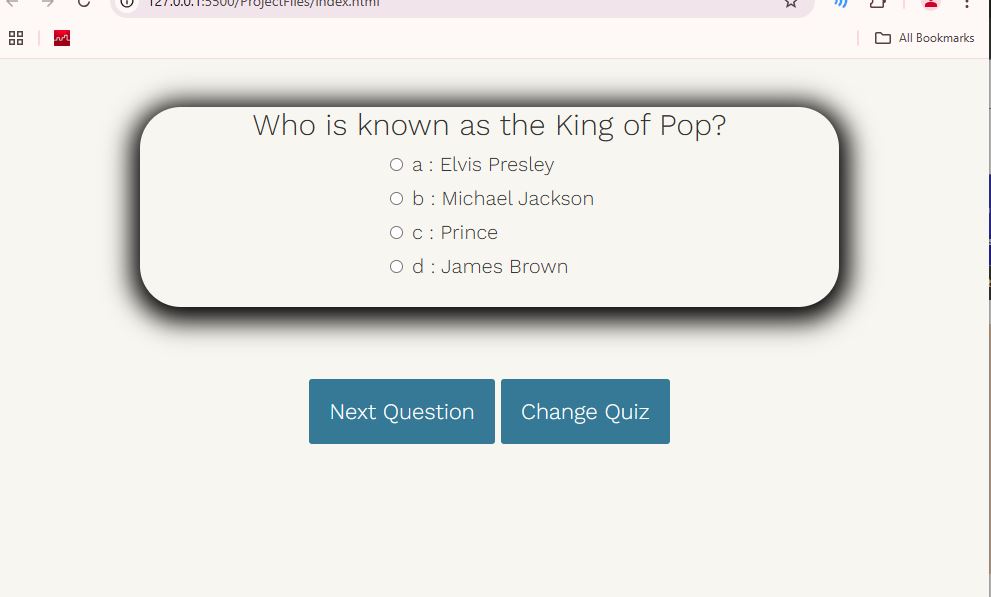 127.0.0.1:5500/ProjectFiles/index.html
All Bookmarks
Who is known as the King of Pop?
a : Elvis Presley
b : Michael Jackson
c : Prince
d : James Brown
Next Question
Change Quiz